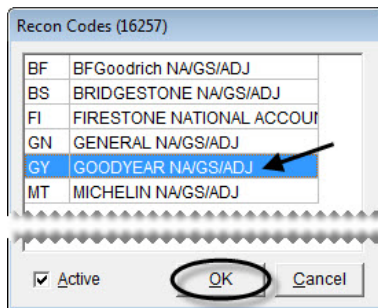 Recon Codes (16257)
BF BFGoodrich NA/GS/ADJ
BS BRIDGESTONE NA/GS/ADJ
FI FIRESTONE NATIONAL ACCOUN
GN GENERAL NA/GS/ADJ
GY GOODYEAR NA/GS/ADJ
MT MICHELIN NA/GS/ADJ
Active OK Cancel